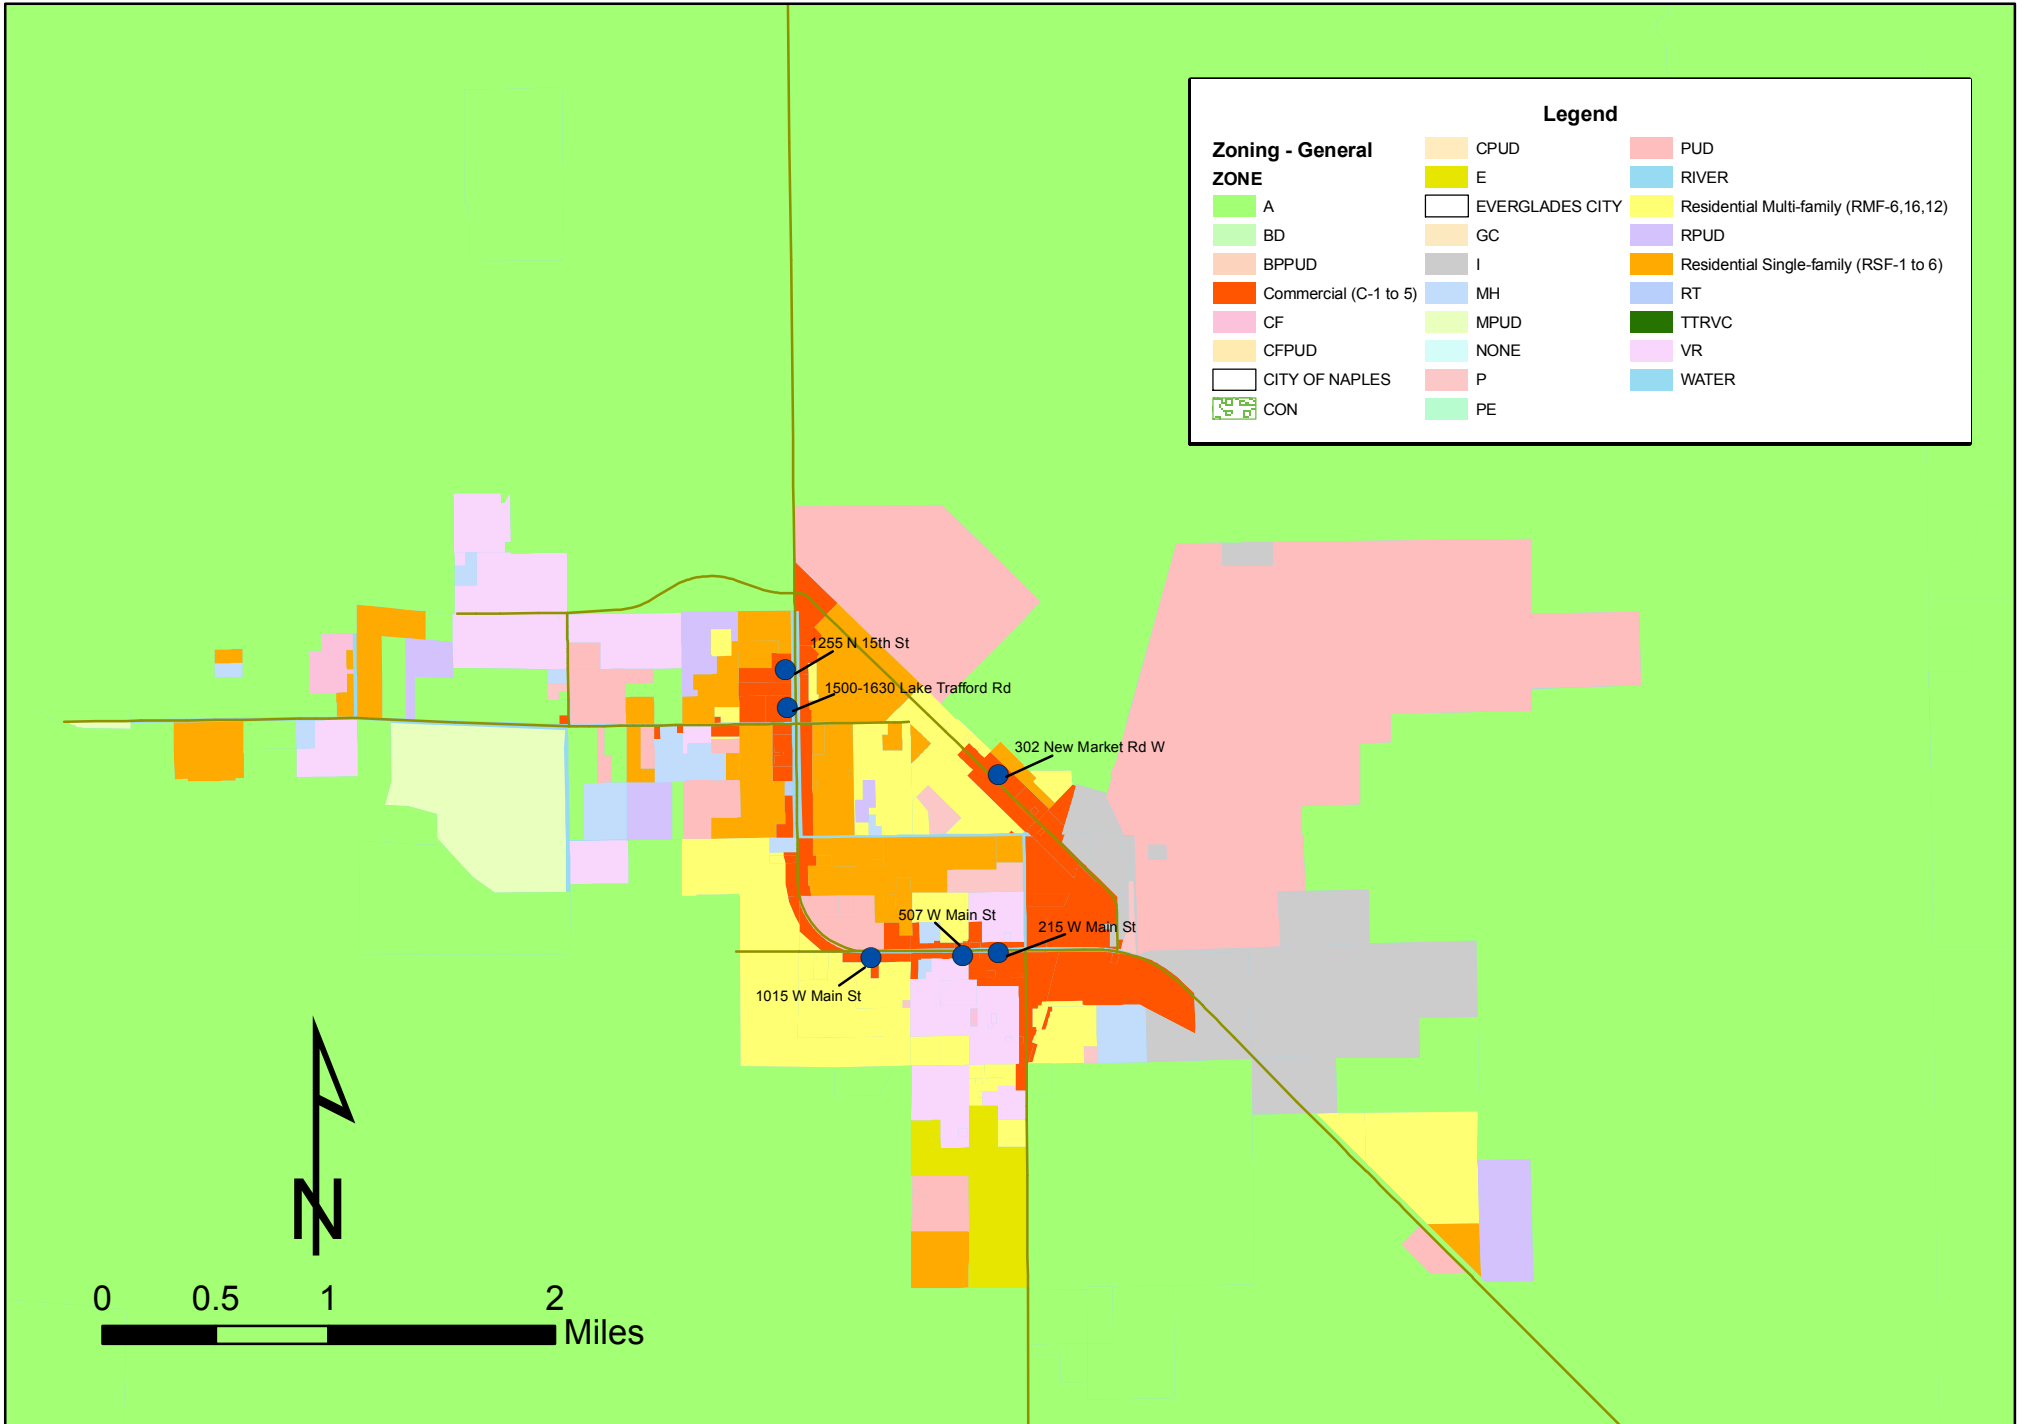 Legend
Zoning - General
ZONE
A
BD
BPPUD
Commercial (C-1 to 5)
CF
CFPUD
CITY OF NAPLES
CON
CPUD
E
EVERGLADES CITY
GC
I
MH
MPUD
NONE
P
PE
PUD
RIVER
Residential Multi-family (RMF-6,16,12)
RPUD
Residential Single-family (RSF-1 to 6)
RT
TTRVC
VR
WATER
1255 N 15th St
1500-1630 Lake Trafford Rd
302 New Market Rd W
507 W Main St
215 W Main St
1015 W Main St
N
0 0.5 1 2
Miles